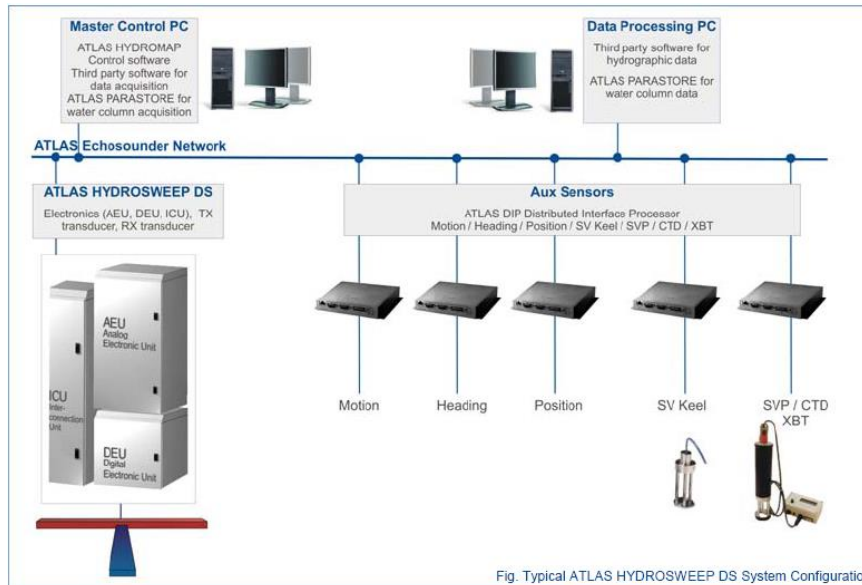 Master Control PC
ATLAS HYDROMAP
Control software
Third party software for
data acquisition
ATLAS PARASTORE for
water column acquisition
Data Processing PC
Third party software for
hydrographic data
ATLAS PARASTORE for
water column data
ATLAS Echosounder Network
ATLAS HYDROSWEEP DS
Electronics (AEU, DEU, ICU), TX
transducer, RX transducer
Aux Sensors
ATLAS DIP Distributed Interface Processor
Motion / Heading / Position / SV Keel / SVP / CTD / XBT
AEU
Analog
Electronic Unit
ICU
Inter-
connection
Unit
DEU
Digital
Electronic Unit
Motion
Heading
Position
SV Keel
SVP / CTD
XBT
Fig. Typical ATLAS HYDROSWEEP DS System Configuratio